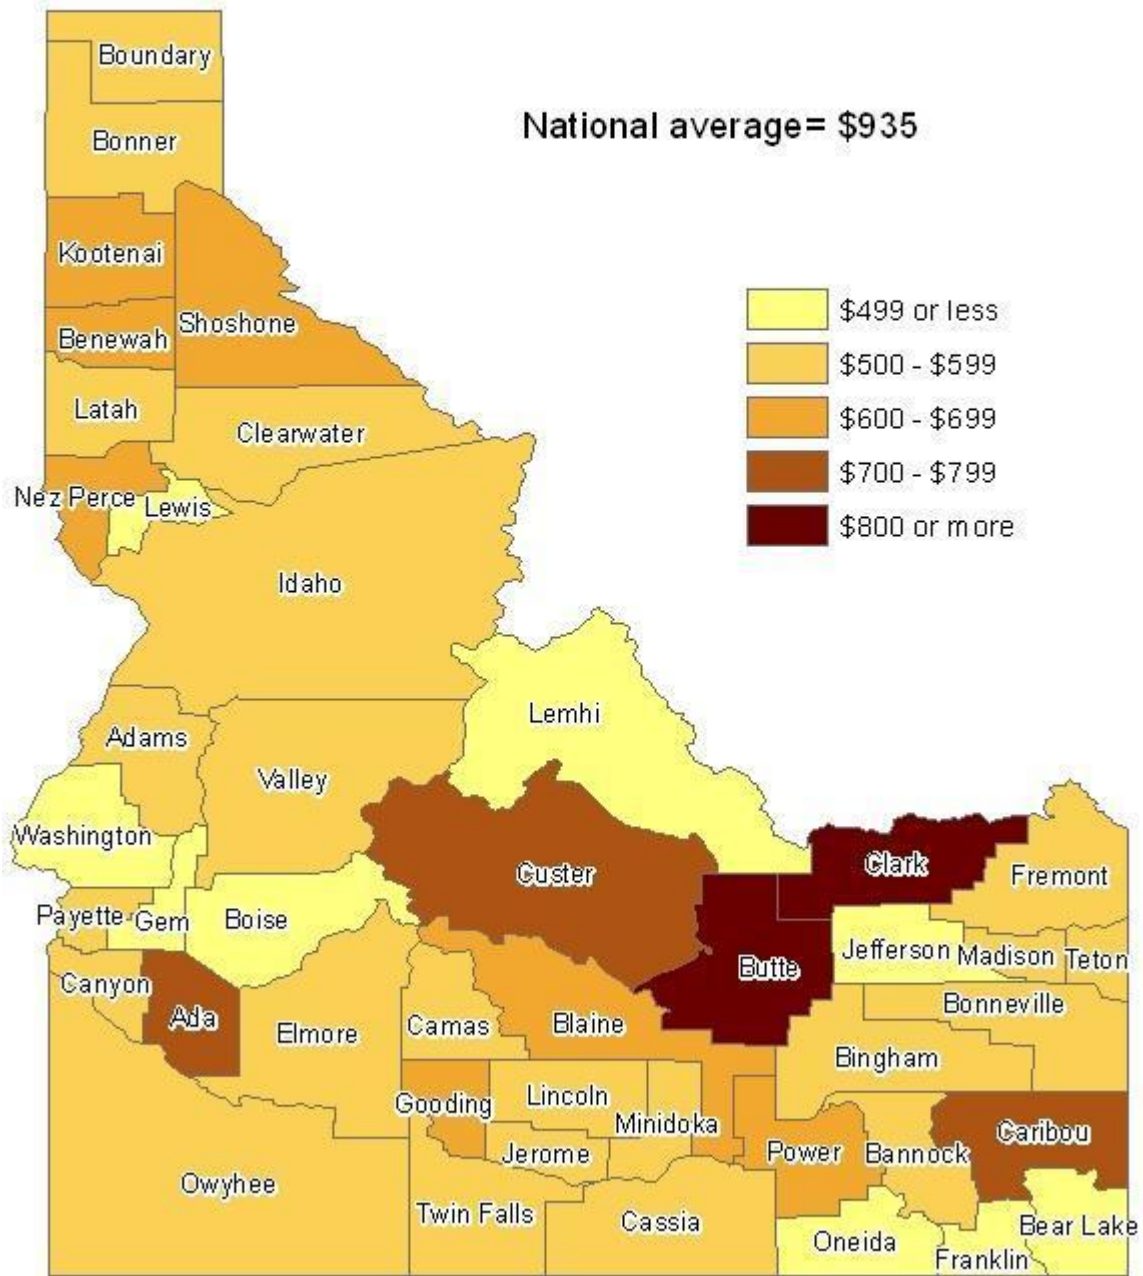 Boundary
National average= $935
Bonner
Kootenai
$499 or less
Shoshone
Benewah
$500 - $599
Latah
$600 - $699
Clearwater
$700 - $799
Nez Perce
Lewis
$800 or more
Idaho
Lemhi
Adams
Valley
Washington
Clark
Custer
Fremont
Payette
Gem
Boise
Jefferson
Madison
Teton
Butte
Canyon
Bonneville
Ada
Camas
Blaine
Elmore
Bingham
Lincoln
Gooding
Minidoka
Caribou
Jerome
Power
Bannock
Owyhee
Twin Falls
Cassia
Bear Lake
Oneida
Franklin